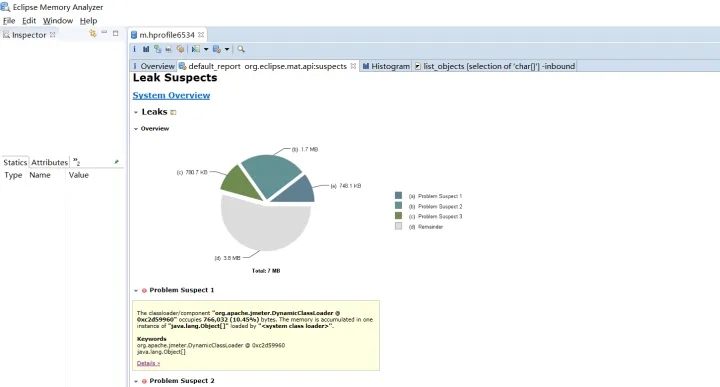 Eclipse Memory Analyzer
File Edit Window Help
Inspector
m.hprofile6534
Overview default_report org.eclipse.mat.api:suspects Histogram list_objects [selection of 'char[]'] -inbound
Leak Suspects
System Overview
Leaks
Overview
(b) 1.7 MB
(c) 780.7 KB
(a) 748.1 KB
(d) 3.8 MB
Total: 7 MB
(a) Problem Suspect 1
(b) Problem Suspect 2
(c) Problem Suspect 3
(d) Remainder
Statics Attributes »2
Type Name Value
Problem Suspect 1
The classloader/component "org.apache.jmeter.DynamicClassLoader @
0xc2d59960" occupies 766,032 (10.45%) bytes. The memory is accumulated in one
instance of "java.lang.Object[]" loaded by "<system class loader>".
Keywords
org.apache.jmeter.DynamicClassLoader @ 0xc2d59960
java.lang.Object[]
Details »
Problem Suspect 2